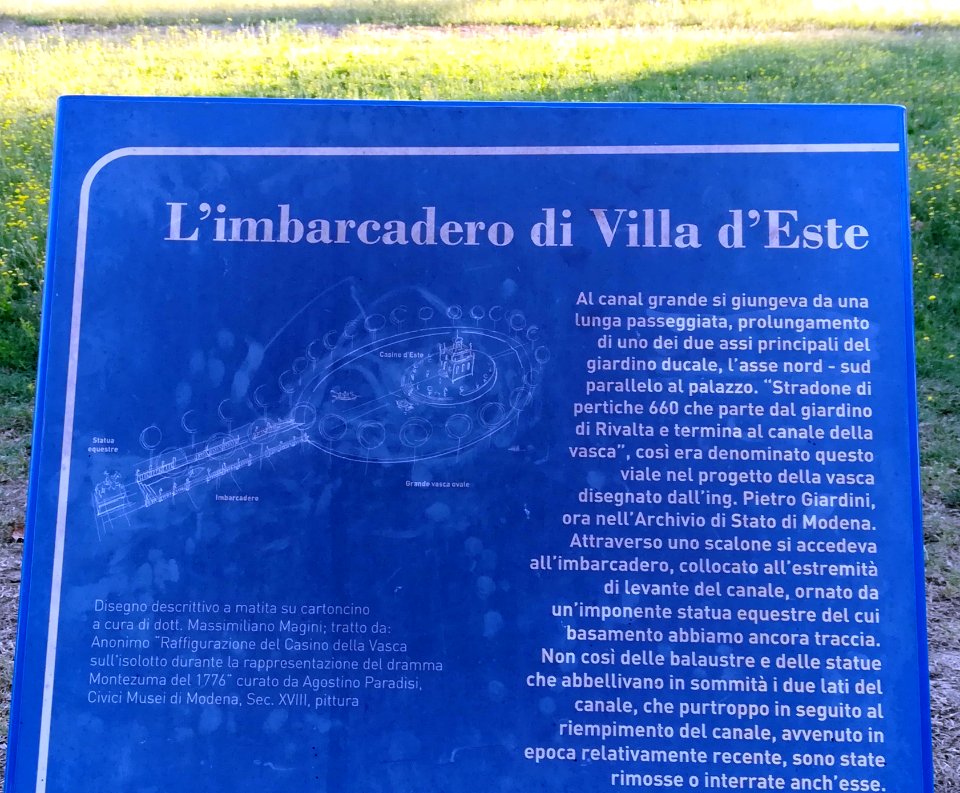 L'imbarcadero di Villa d'Este
Al canal grande si giungeva da una
lunga passeggiata, prolungamento
di uno dei due assi principali del
giardino ducale, l'asse nord - sud
parallelo al palazzo. "Stradone di
pertiche 660 che parte dal giardino
di Rivalta e termina al canale della
vasca", così era denominato questo
viale nel progetto della vasca
disegnato dall'ing. Pietro Giardini,
ora nell'Archivio di Stato di Modena.
Attraverso uno scalone si accedeva
all'imbarcadero, collocato all'estremità
di levante del canale, ornato da
un'imponente statua equestre del cui
basamento abbiamo ancora traccia.
Non così delle balaustre e delle statue
che abbellivano in sommità i due lati del
canale, che purtroppo in seguito al
riempimento del canale, avvenuto in
epoca relativamente recente, sono state
rimosse o interrate anch'esse.
Casino d'Este
Statua
equestre
Imbarcadero
Grande vasca ovale
Disegno descrittivo a matita su cartoncino
a cura di dott. Massimiliano Magini; tratto da:
Anonimo "Raffigurazione del Casino della Vasca
sull'isolotto durante la rappresentazione del dramma
Montezuma del 1776" curato da Agostino Paradisi,
Civici Musei di Modena, Sec. XVIII, pittura